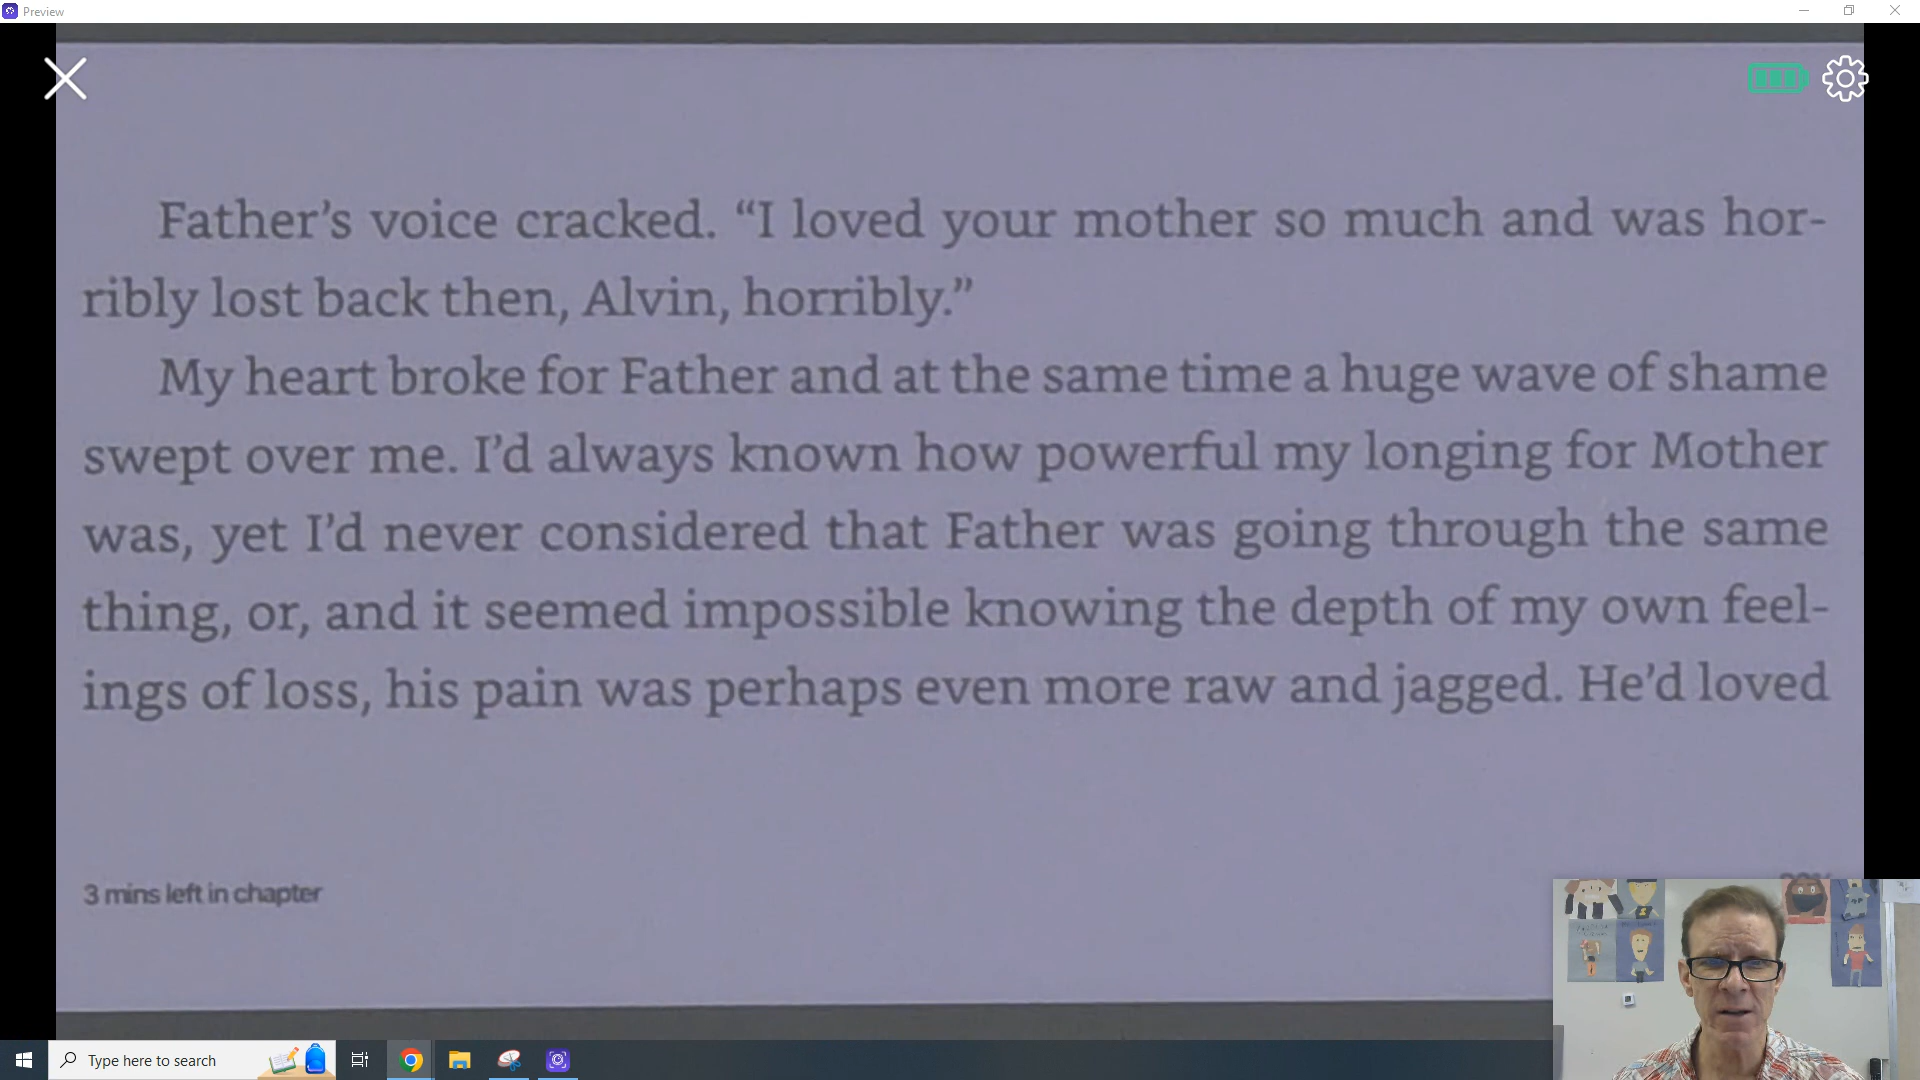 Preview
Father’s voice cracked. “I loved your mother so much and was hor-
ribly lost back then, Alvin, horribly.”
My heart broke for Father and at the same time a huge wave of shame
swept over me. I’d always known how powerful my longing for Mother
was, yet I’d never considered that Father was going through the same
thing, or, and it seemed impossible knowing the depth of my own feel-
ings of loss, his pain was perhaps even more raw and jagged. He’d loved
3 mins left in chapter
Type here to search